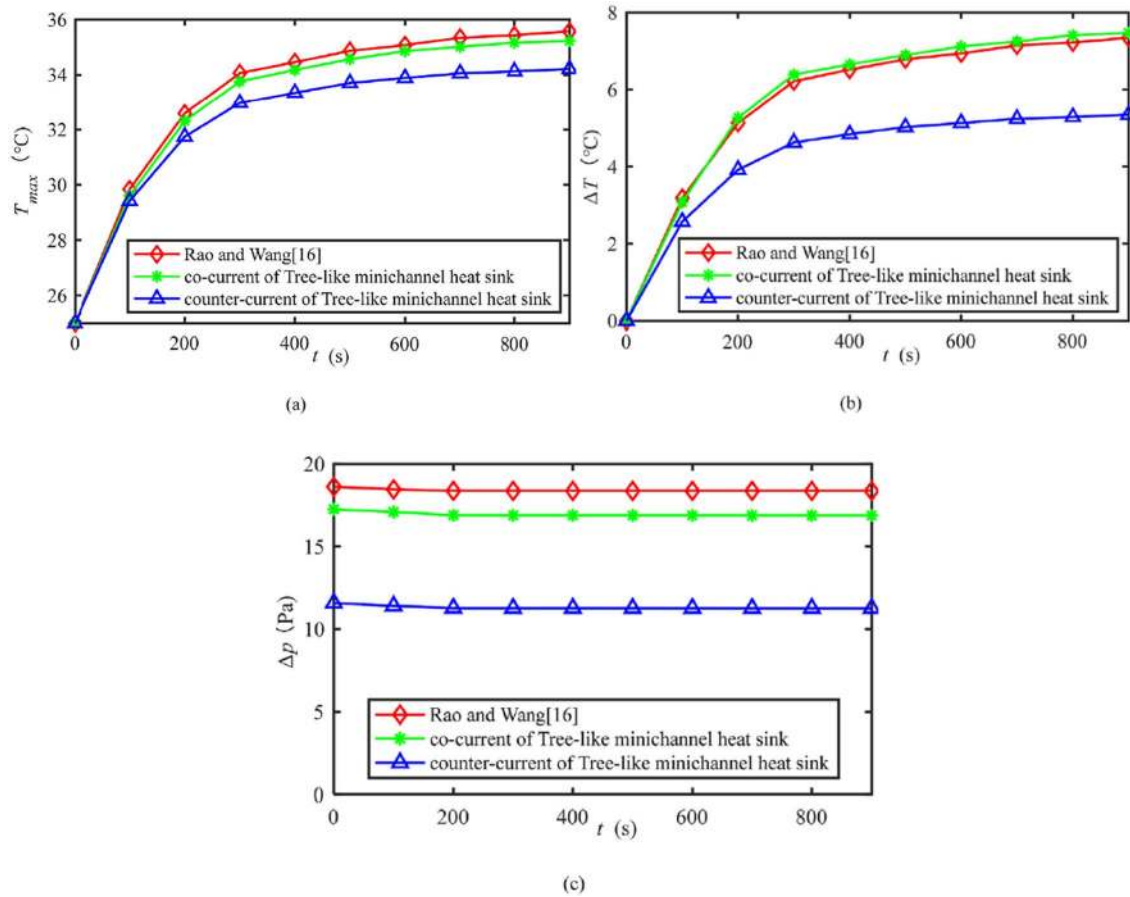 36
34
32
30
28
26
T_max (°C)
Rao and Wang[16]
co-current of Tree-like minichannel heat sink
counter-current of Tree-like minichannel heat sink
0 200 400 600 800
t (s)
(a)
8
6
4
2
0
ΔT (°C)
Rao and Wang[16]
co-current of Tree-like minichannel heat sink
counter-current of Tree-like minichannel heat sink
0 200 400 600 800
t (s)
(b)
20
15
10
5
0
Δp (Pa)
Rao and Wang[16]
co-current of Tree-like minichannel heat sink
counter-current of Tree-like minichannel heat sink
0 200 400 600 800
t (s)
(c)